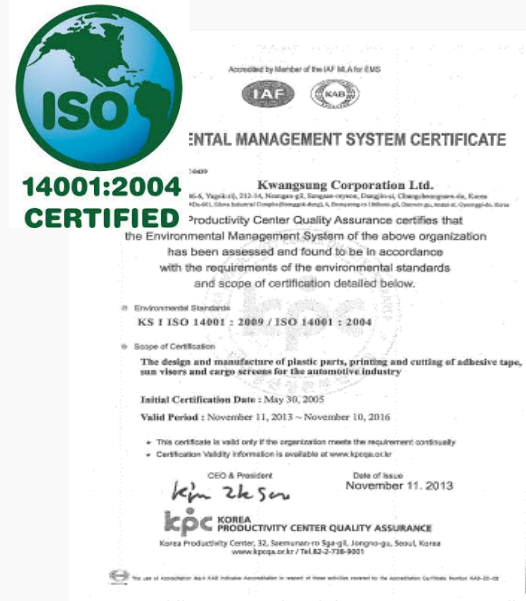 ISO
14001:2004
CERTIFIED
Accredited by Member of the IAF MLA for EMS
IAF
KAB
ENTAL MANAGEMENT SYSTEM CERTIFICATE
Kwangsung Corporation Ltd.
Productivity Center Quality Assurance certifies that
the Environmental Management System of the above organization
has been assessed and found to be in accordance
with the requirements of the environmental standards
and scope of certification detailed below.
Environmental Standards
KS I ISO 14001 : 2009 / ISO 14001 : 2004
Scope of Certification
The design and manufacture of plastic parts, printing and cutting of adhesive tape,
sun visors and cargo screens for the automotive industry
Initial Certification Date : May 30, 2005
Valid Period : November 11, 2013 ~ November 10, 2016
This certificate is valid only if the organization meets the requirement continually
Certification Validity Information is available at www.kpcqa.or.kr
CEO & President
Date of Issue
November 11. 2013
kpc KOREA
PRODUCTIVITY CENTER QUALITY ASSURANCE
Korea Productivity Center, 32, Saemunan-ro 5ga-gil, Jongno-gu, Seoul, Korea
www.kpcqa.or.kr / Tel.82-2-738-9001